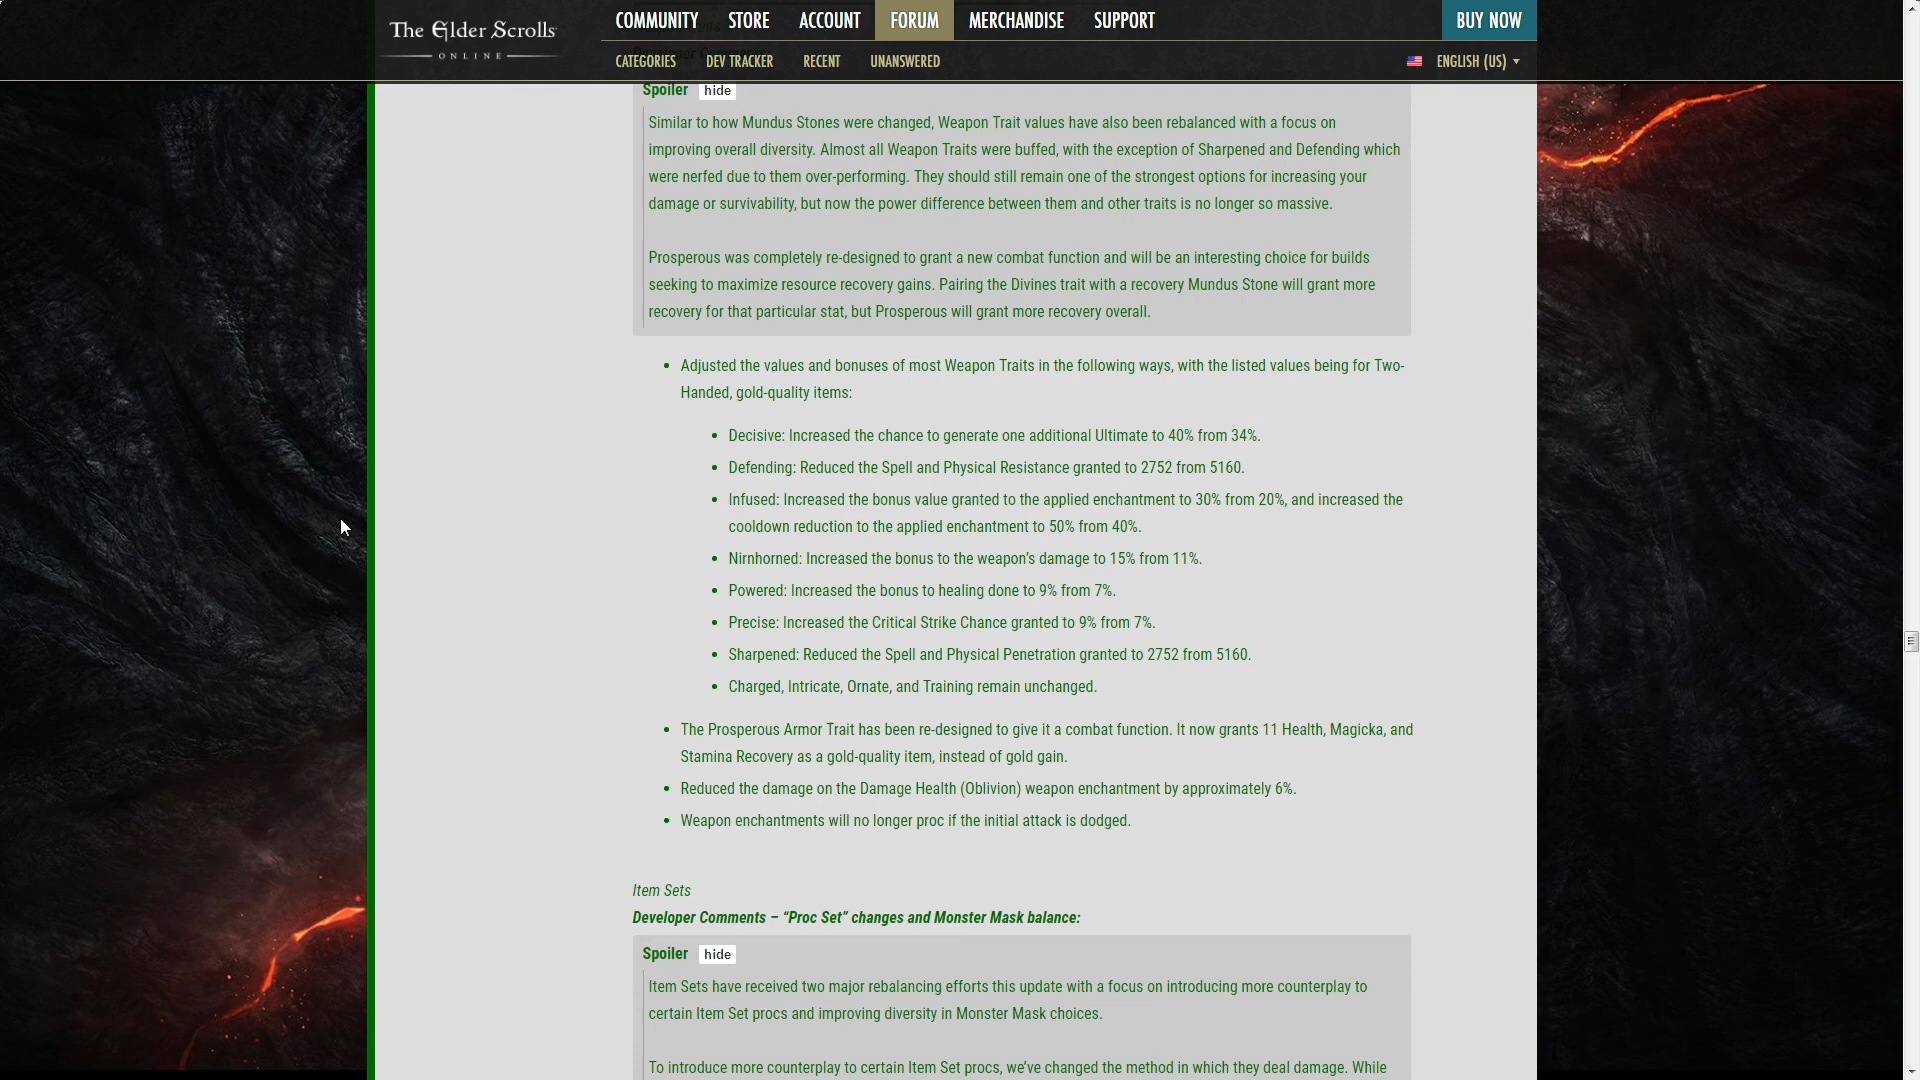 The Elder Scrolls
ONLINE
COMMUNITY STORE ACCOUNT FORUM MERCHANDISE SUPPORT BUY NOW
CATEGORIES DEV TRACKER RECENT UNANSWERED ENGLISH (US)
Spoiler hide
Similar to how Mundus Stones were changed, Weapon Trait values have also been rebalanced with a focus on
improving overall diversity. Almost all Weapon Traits were buffed, with the exception of Sharpened and Defending which
were nerfed due to them over-performing. They should still remain one of the strongest options for increasing your
damage or survivability, but now the power difference between them and other traits is no longer so massive.
Prosperous was completely re-designed to grant a new combat function and will be an interesting choice for builds
seeking to maximize resource recovery gains. Pairing the Divines trait with a recovery Mundus Stone will grant more
recovery for that particular stat, but Prosperous will grant more recovery overall.
• Adjusted the values and bonuses of most Weapon Traits in the following ways, with the listed values being for Two-
Handed, gold-quality items:
• Decisive: Increased the chance to generate one additional Ultimate to 40% from 34%.
• Defending: Reduced the Spell and Physical Resistance granted to 2752 from 5160.
• Infused: Increased the bonus value granted to the applied enchantment to 30% from 20%, and increased the
cooldown reduction to the applied enchantment to 50% from 40%.
• Nirnhorned: Increased the bonus to the weapon’s damage to 15% from 11%.
• Powered: Increased the bonus to healing done to 9% from 7%.
• Precise: Increased the Critical Strike Chance granted to 9% from 7%.
• Sharpened: Reduced the Spell and Physical Penetration granted to 2752 from 5160.
• Charged, Intricate, Ornate, and Training remain unchanged.
• The Prosperous Armor Trait has been re-designed to give it a combat function. It now grants 11 Health, Magicka, and
Stamina Recovery as a gold-quality item, instead of gold gain.
• Reduced the damage on the Damage Health (Oblivion) weapon enchantment by approximately 6%.
• Weapon enchantments will no longer proc if the initial attack is dodged.
Item Sets
Developer Comments – “Proc Set” changes and Monster Mask balance:
Spoiler hide
Item Sets have received two major rebalancing efforts this update with a focus on introducing more counterplay to
certain Item Set procs and improving diversity in Monster Mask choices.
To introduce more counterplay to certain Item Set procs, we’ve changed the method in which they deal damage. While